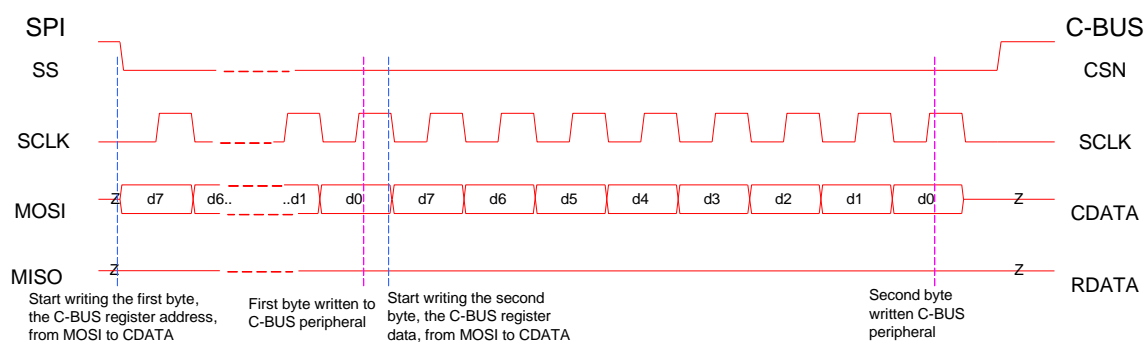 SPI
C-BUS
SS
CSN
SCLK
SCLK
Z d7 d6.. ..d1 d0 d7 d6 d5 d4 d3 d2 d1 d0 Z
MOSI
CDATA
MISO
Z
Z
RDATA
Start writing the first byte,
the C-BUS register address,
from MOSI to CDATA
First byte written to
C-BUS peripheral
Start writing the second
byte, the C-BUS register
data, from MOSI to CDATA
Second byte
written C-BUS
peripheral